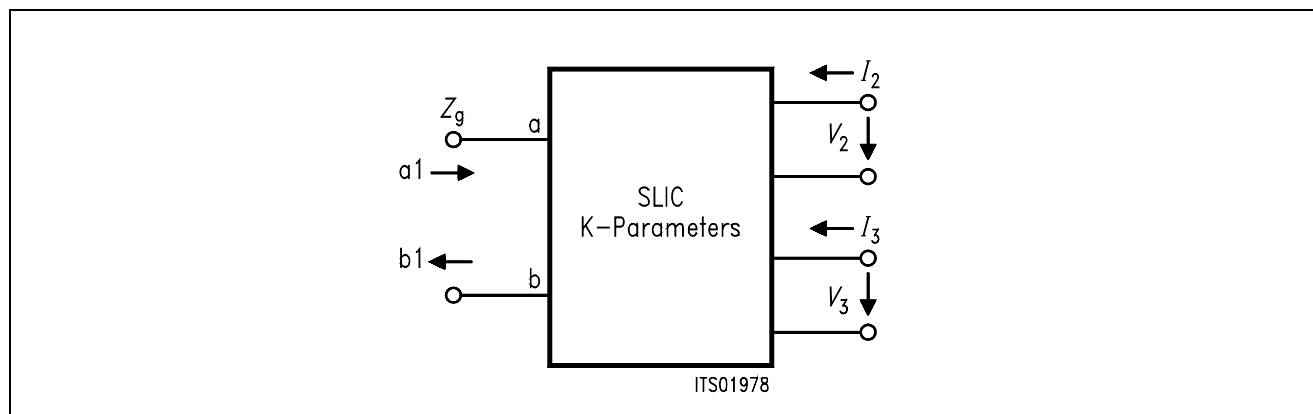 I2
Zg
a
V2
a1
SLIC
K-Parameters
I3
b1
b
V3
ITS01978